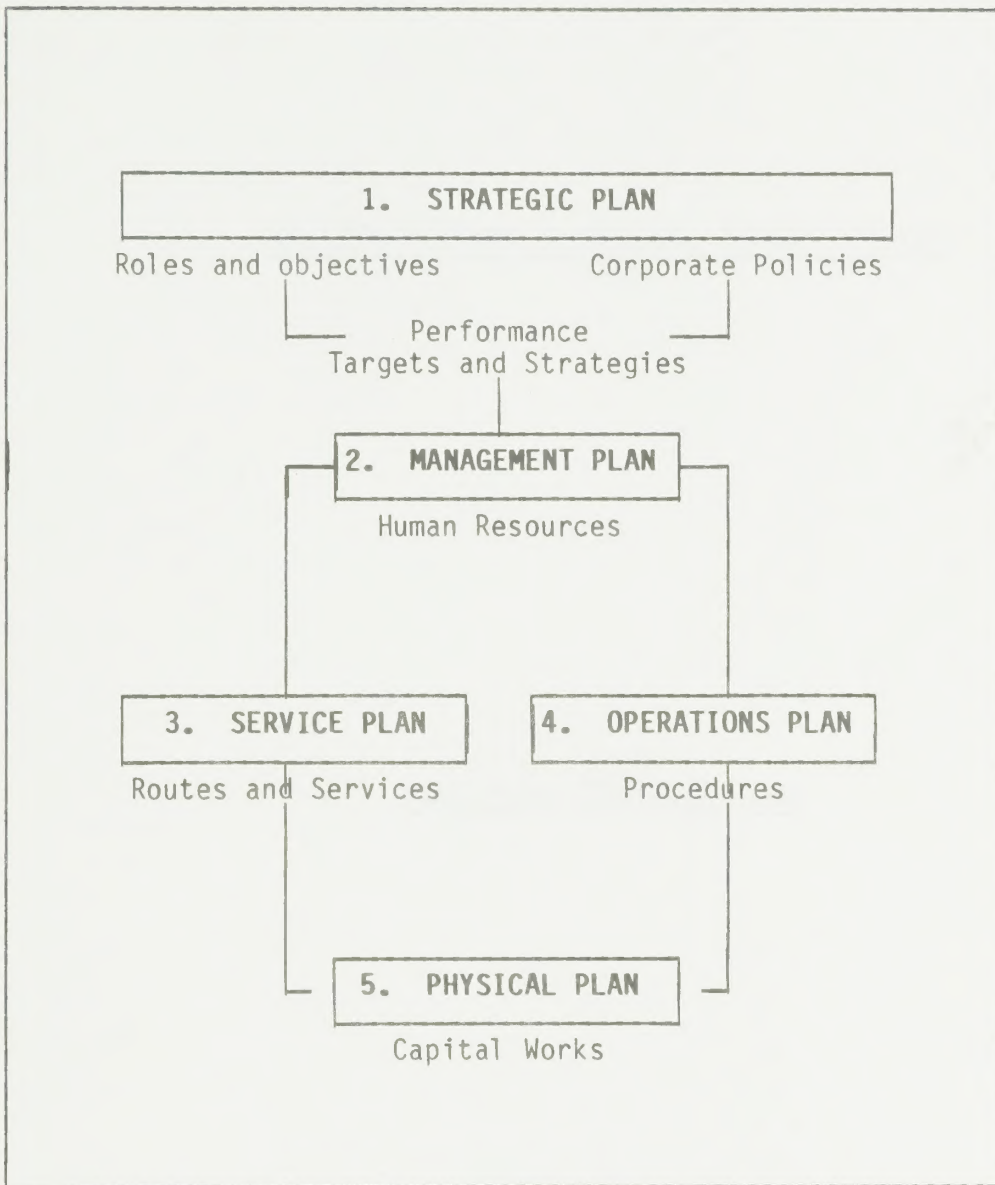 1. STRATEGIC PLAN
Roles and objectives
Corporate Policies
Performance
Targets and Strategies
2. MANAGEMENT PLAN
Human Resources
3. SERVICE PLAN
4. OPERATIONS PLAN
Routes and Services
Procedures
5. PHYSICAL PLAN
Capital Works